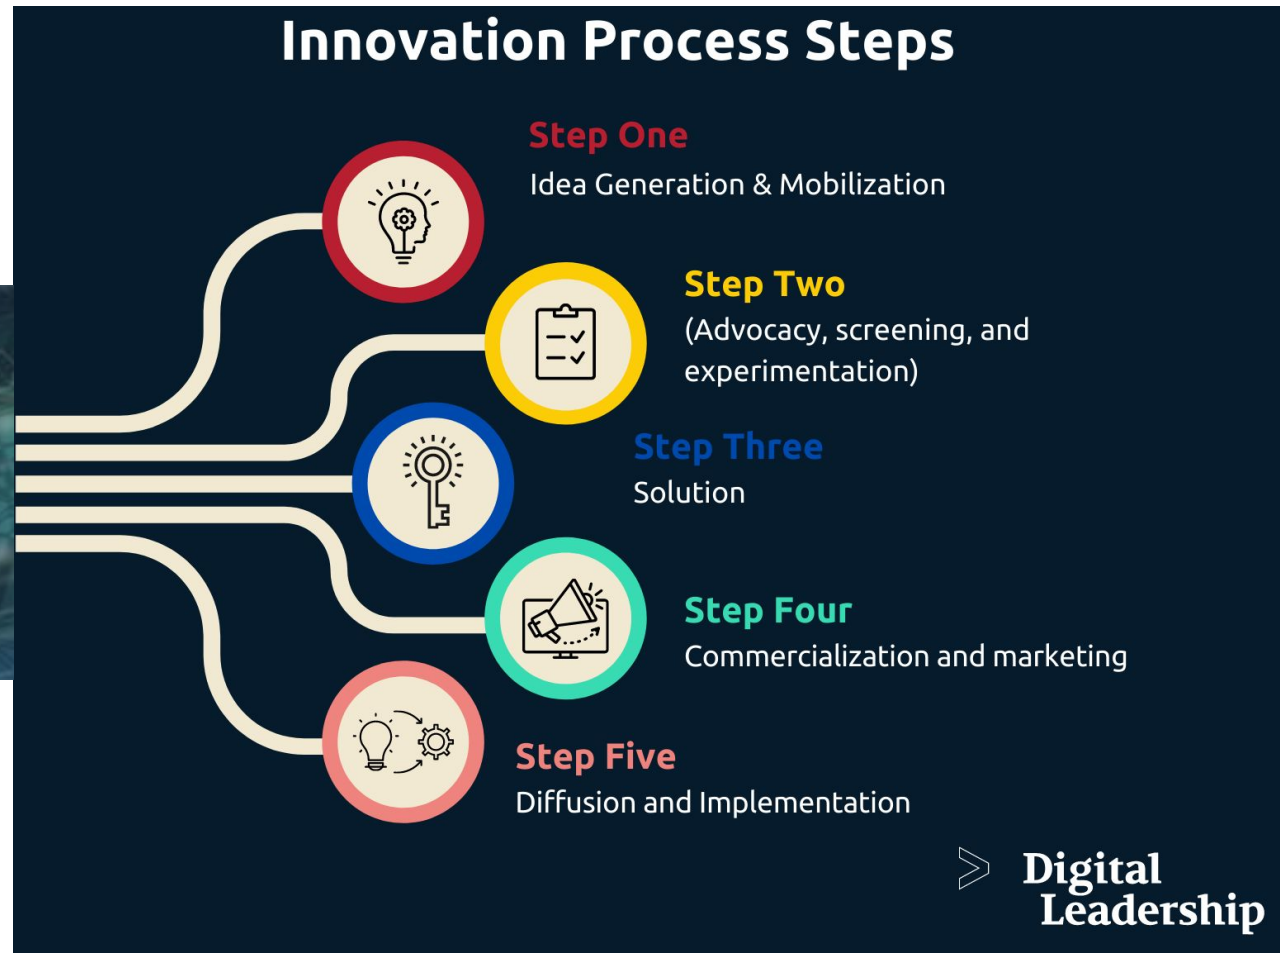 Innovation Process Steps
Step One
Idea Generation & Mobilization
Step Two
(Advocacy, screening, and
experimentation)
Step Three
Solution
Step Four
Commercialization and marketing
Step Five
Diffusion and Implementation
Digital
Leadership